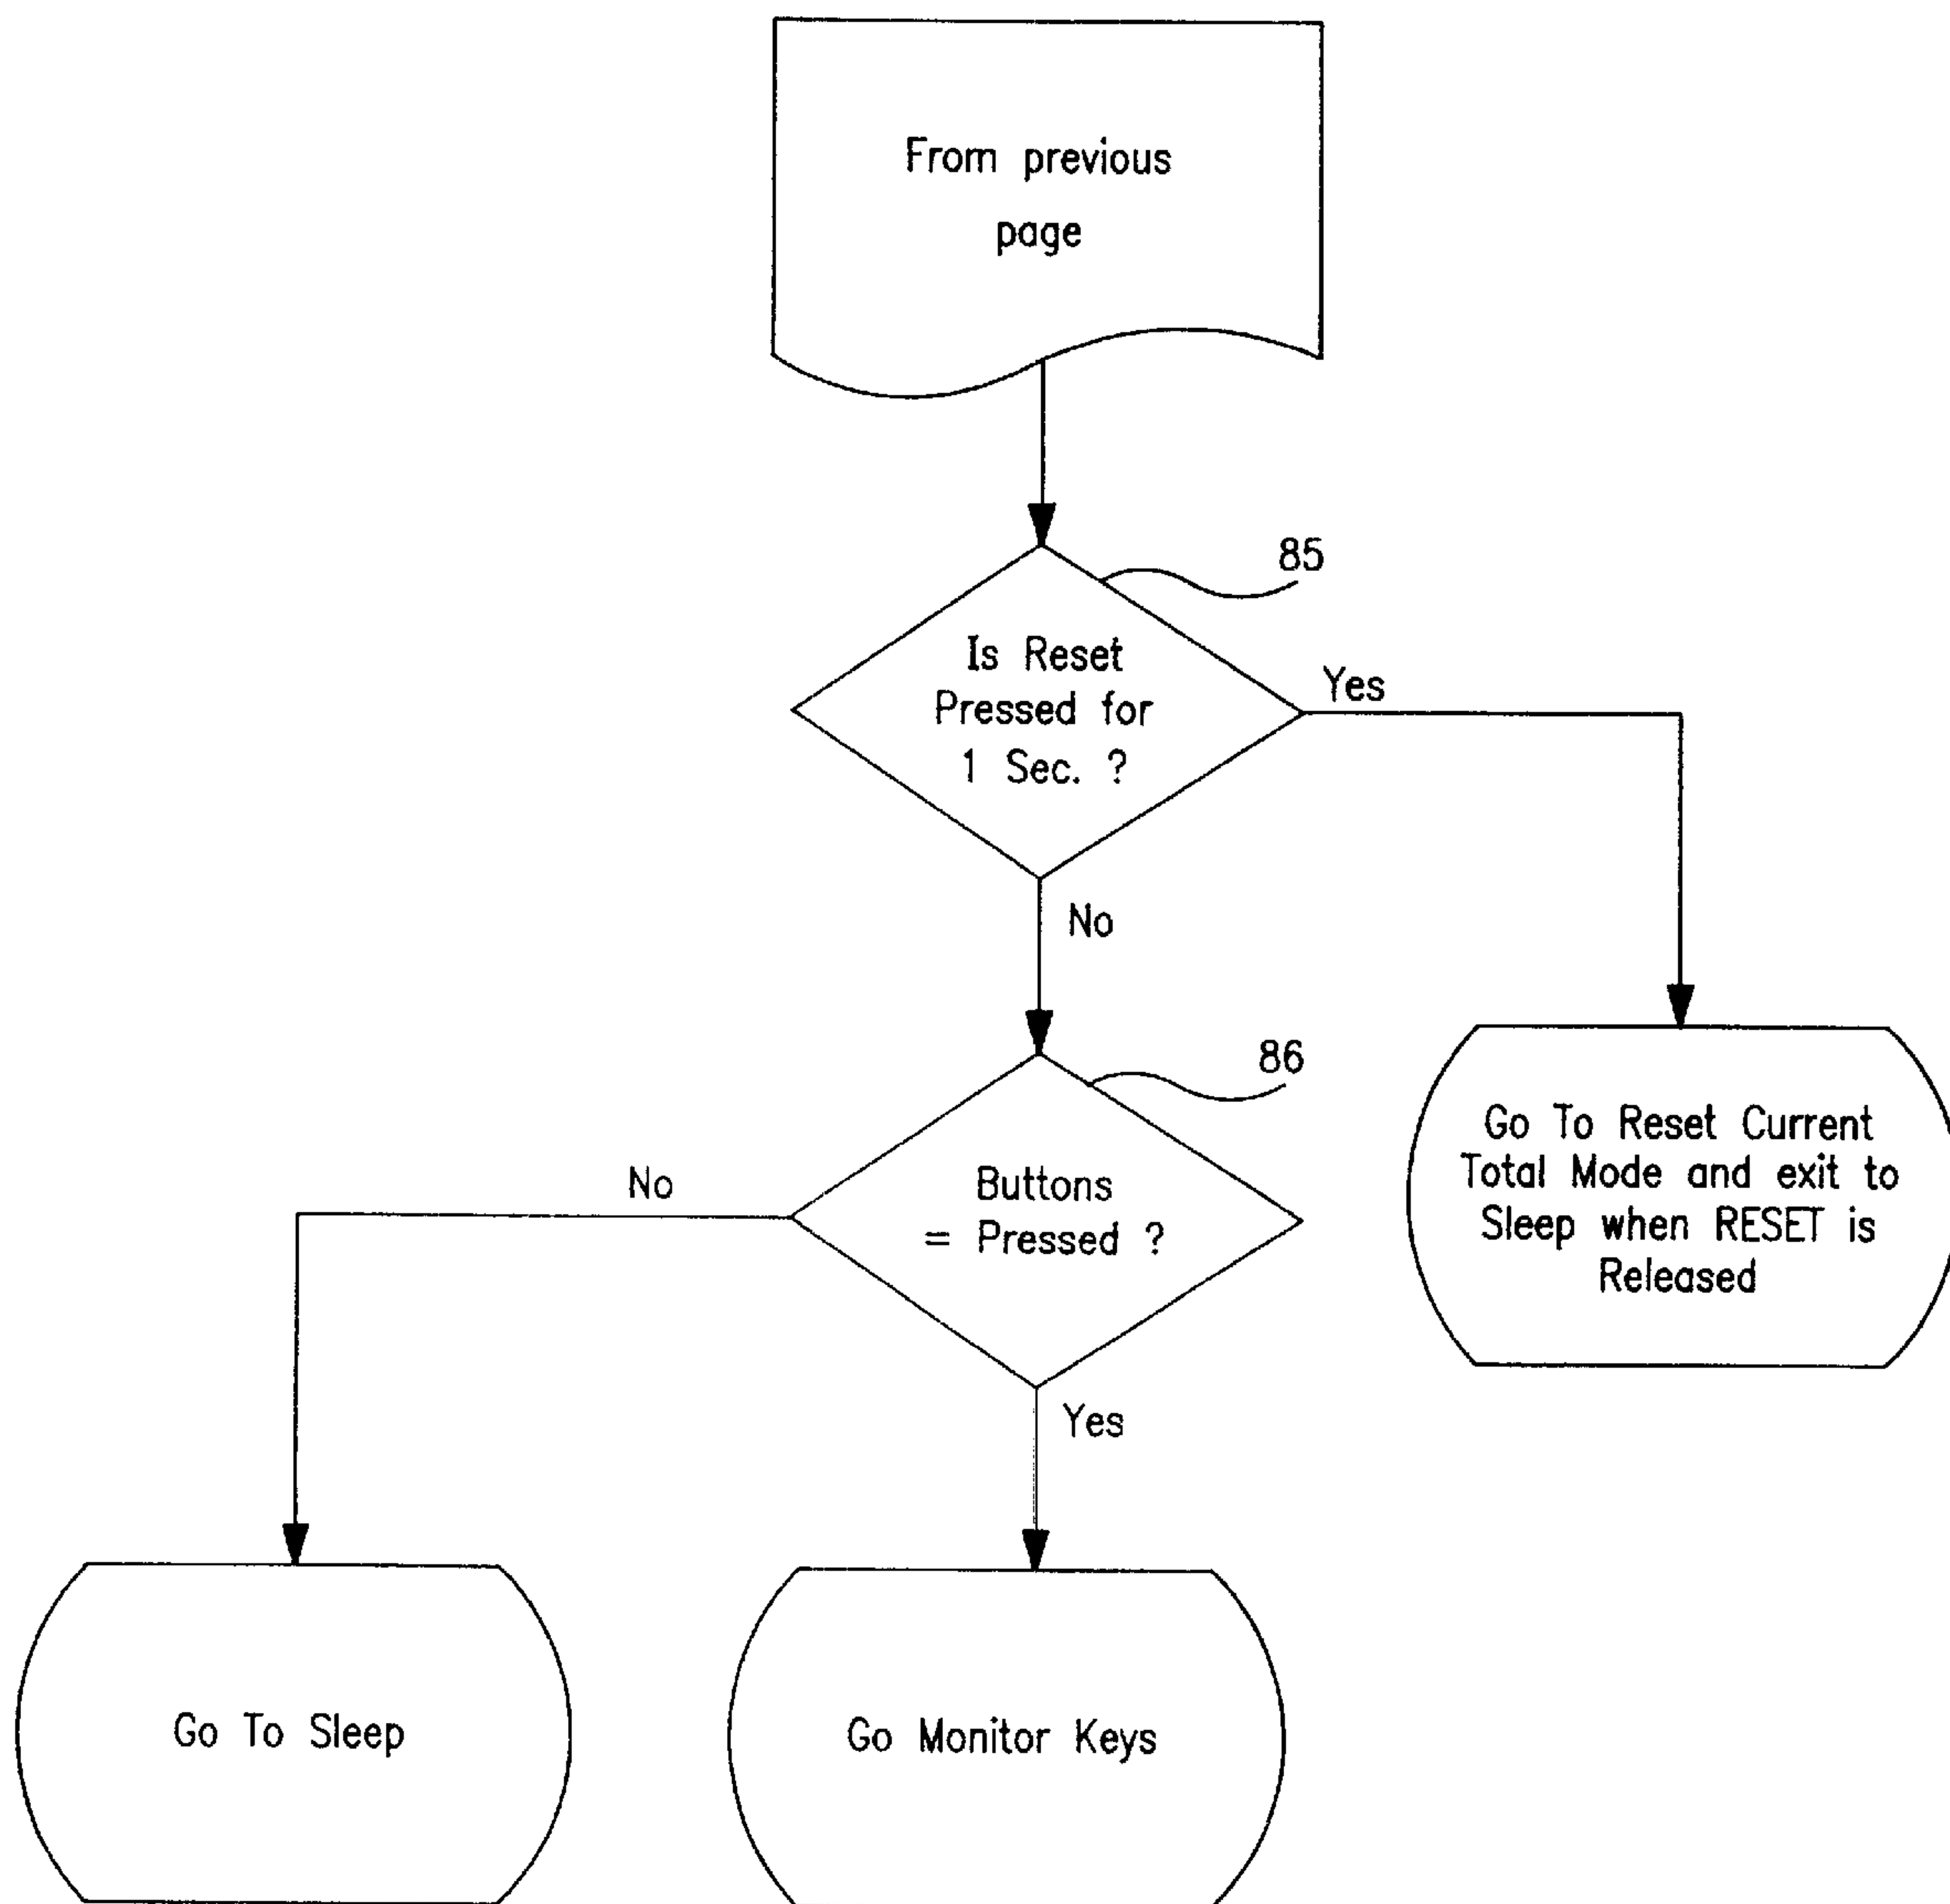 From previous
page
85
Is Reset
Pressed for
1 Sec. ?
Yes
No
86
Buttons
= Pressed ?
No
Yes
Go To Reset Current
Total Mode and exit to
Sleep when RESET is
Released
Go To Sleep
Go Monitor Keys